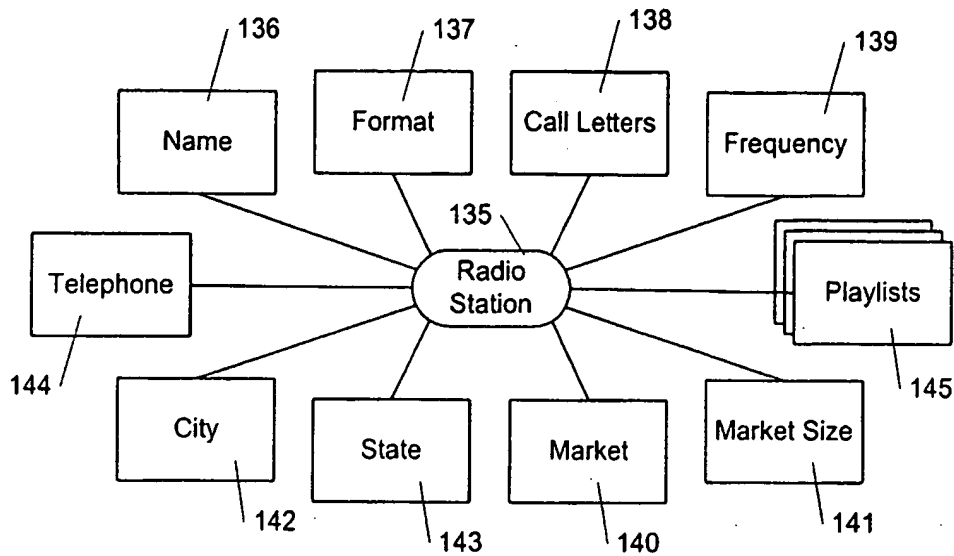 136
137
138
139
Name
Format
Call Letters
Frequency
135
Telephone
Radio
Station
Playlists
144
145
City
State
Market
Market Size
142
143
140
141